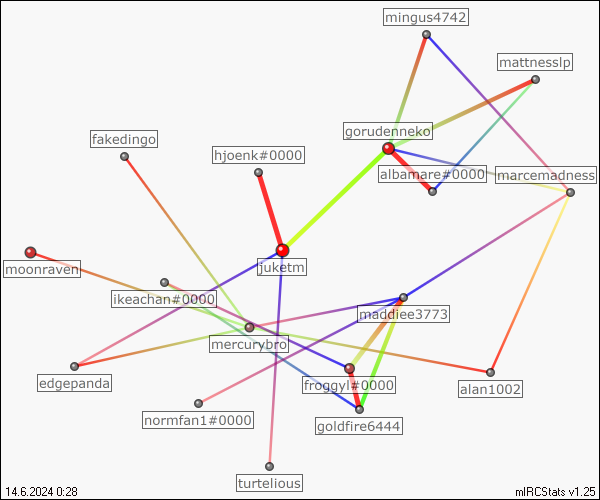 mingus4742
mattnesslp
gorudenneko
fakedingo
hjoenk#0000
albamare#0000
marcemadness
moonraven
juketm
ikeachan#0000
maddiee3773
mercurybro
edgepanda
froggyl#0000
alan1002
normfan1#0000
goldfire6444
turtelious
14.6.2024 0:28
mIRCStats v1.25